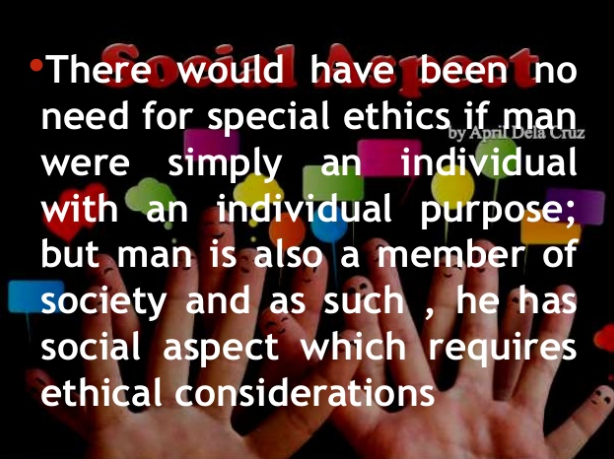 Social Aspect
by April Dela Cruz
•There would have been no
need for special ethics if man
were simply an individual
with an individual purpose;
but man is also a member of
society and as such , he has
social aspect which requires
ethical considerations